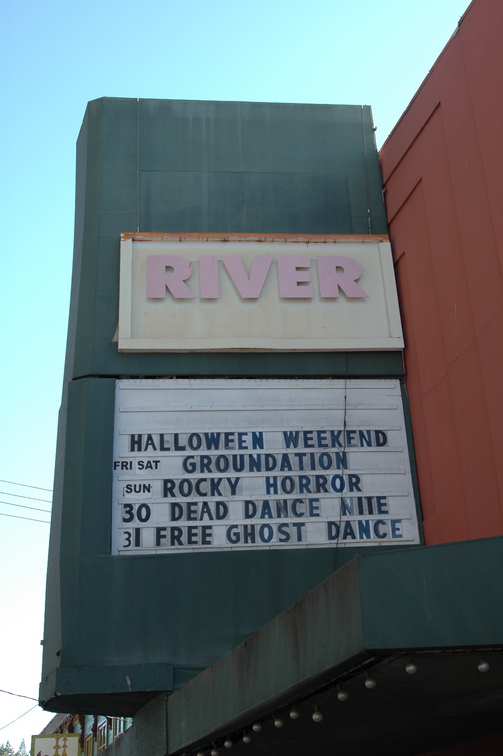 RIVER
HALLOWEEN WEEKEND
FRI SAT GROUNDATION
SUN ROCKY HORROR
30 DEAD DANCE NITE
31 FREE GHOST DANCE